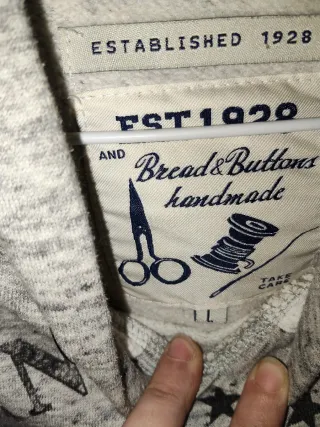 ESTABLISHED 1928
EST 1928
AND
Bread & Buttons
handmade
TAKE
CARE
L
N